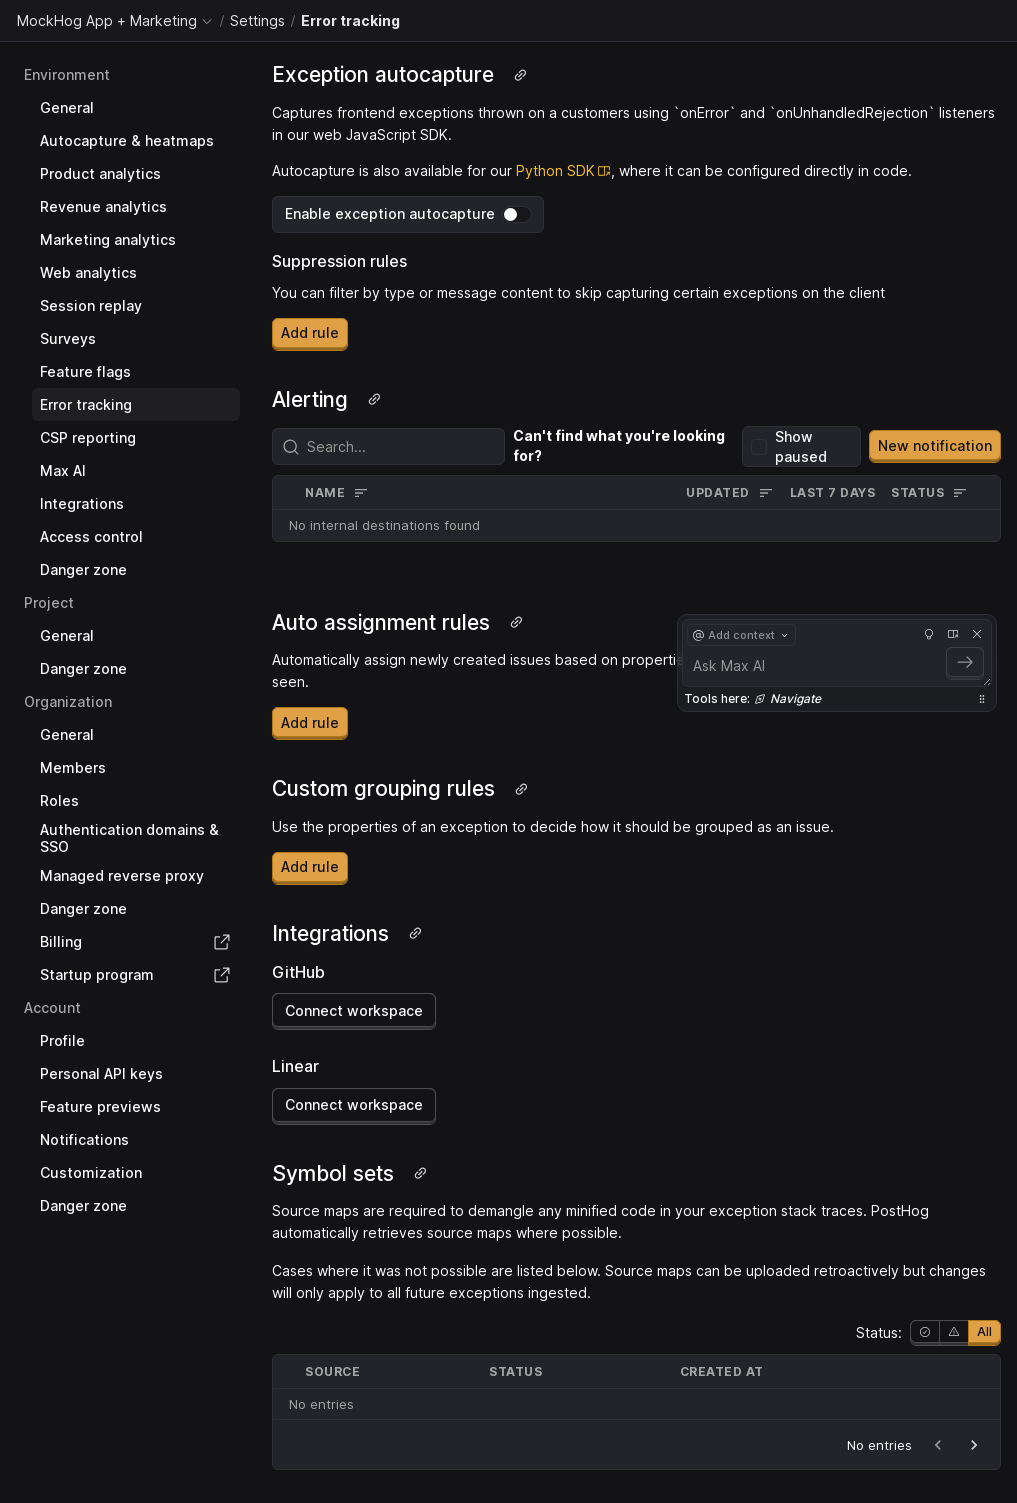 MockHog App + Marketing / Settings / Error tracking
Environment
General
Autocapture & heatmaps
Product analytics
Revenue analytics
Marketing analytics
Web analytics
Session replay
Surveys
Feature flags
Error tracking
CSP reporting
Max AI
Integrations
Access control
Danger zone
Project
General
Danger zone
Organization
General
Members
Roles
Authentication domains &
SSO
Managed reverse proxy
Danger zone
Billing
Startup program
Account
Profile
Personal API keys
Feature previews
Notifications
Customization
Danger zone
Exception autocapture
Captures frontend exceptions thrown on a customers using `onError` and `onUnhandledRejection` listeners
in our web JavaScript SDK.
Autocapture is also available for our Python SDK, where it can be configured directly in code.
Enable exception autocapture
Suppression rules
You can filter by type or message content to skip capturing certain exceptions on the client
Add rule
Alerting
Search...
Can't find what you're looking
for?
Show
paused
New notification
NAME UPDATED LAST 7 DAYS STATUS
No internal destinations found
Auto assignment rules
Automatically assign newly created issues based on properti
seen.
Add rule
@ Add context
Ask Max AI
Tools here: Navigate
Custom grouping rules
Use the properties of an exception to decide how it should be grouped as an issue.
Add rule
Integrations
GitHub
Connect workspace
Linear
Connect workspace
Symbol sets
Source maps are required to demangle any minified code in your exception stack traces. PostHog
automatically retrieves source maps where possible.
Cases where it was not possible are listed below. Source maps can be uploaded retroactively but changes
will only apply to all future exceptions ingested.
Status: All
SOURCE STATUS CREATED AT
No entries
No entries